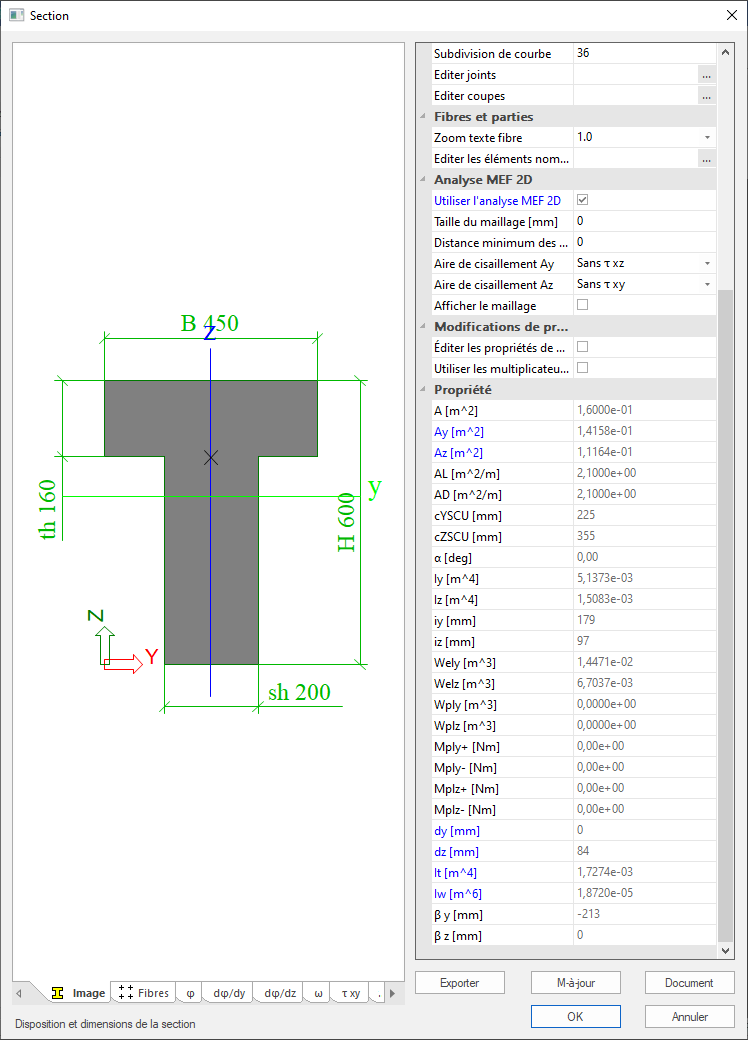 Section
B 450
Z
th 160
y
H 600
Z
Y
sh 200
Subdivision de courbe 36
Editer joints ...
Editer coupes ...
Fibres et parties
Zoom texte fibre 1.0
Editer les éléments nom... ...
Analyse MEF 2D
Utiliser l'analyse MEF 2D
Taille du maillage [mm] 0
Distance minimum des ... 0
Aire de cisaillement Ay Sans τ xz
Aire de cisaillement Az Sans τ xy
Afficher le maillage
Modifications de pr...
Éditer les propriétés de ...
Utiliser les multiplicateu...
Propriété
A [m^2] 1,6000e-01
Ay [m^2] 1,4158e-01
Az [m^2] 1,1164e-01
AL [m^2/m] 2,1000e+00
AD [m^2/m] 2,1000e+00
cYSCU [mm] 225
cZSCU [mm] 355
α [deg] 0,00
Iy [m^4] 5,1373e-03
Iz [m^4] 1,5083e-03
iy [mm] 179
iz [mm] 97
Wely [m^3] 1,4471e-02
Welz [m^3] 6,7037e-03
Wply [m^3] 0,0000e+00
Wplz [m^3] 0,0000e+00
Mply+ [Nm] 0,00e+00
Mply- [Nm] 0,00e+00
Mplz+ [Nm] 0,00e+00
Mplz- [Nm] 0,00e+00
dy [mm] 0
dz [mm] 84
It [m^4] 1,7274e-03
Iw [m^6] 1,8720e-05
β y [mm] -213
β z [mm] 0
Image Fibres φ dφ/dy dφ/dz ω τ xy .
Exporter M-à-jour Document
Disposition et dimensions de la section
OK Annuler